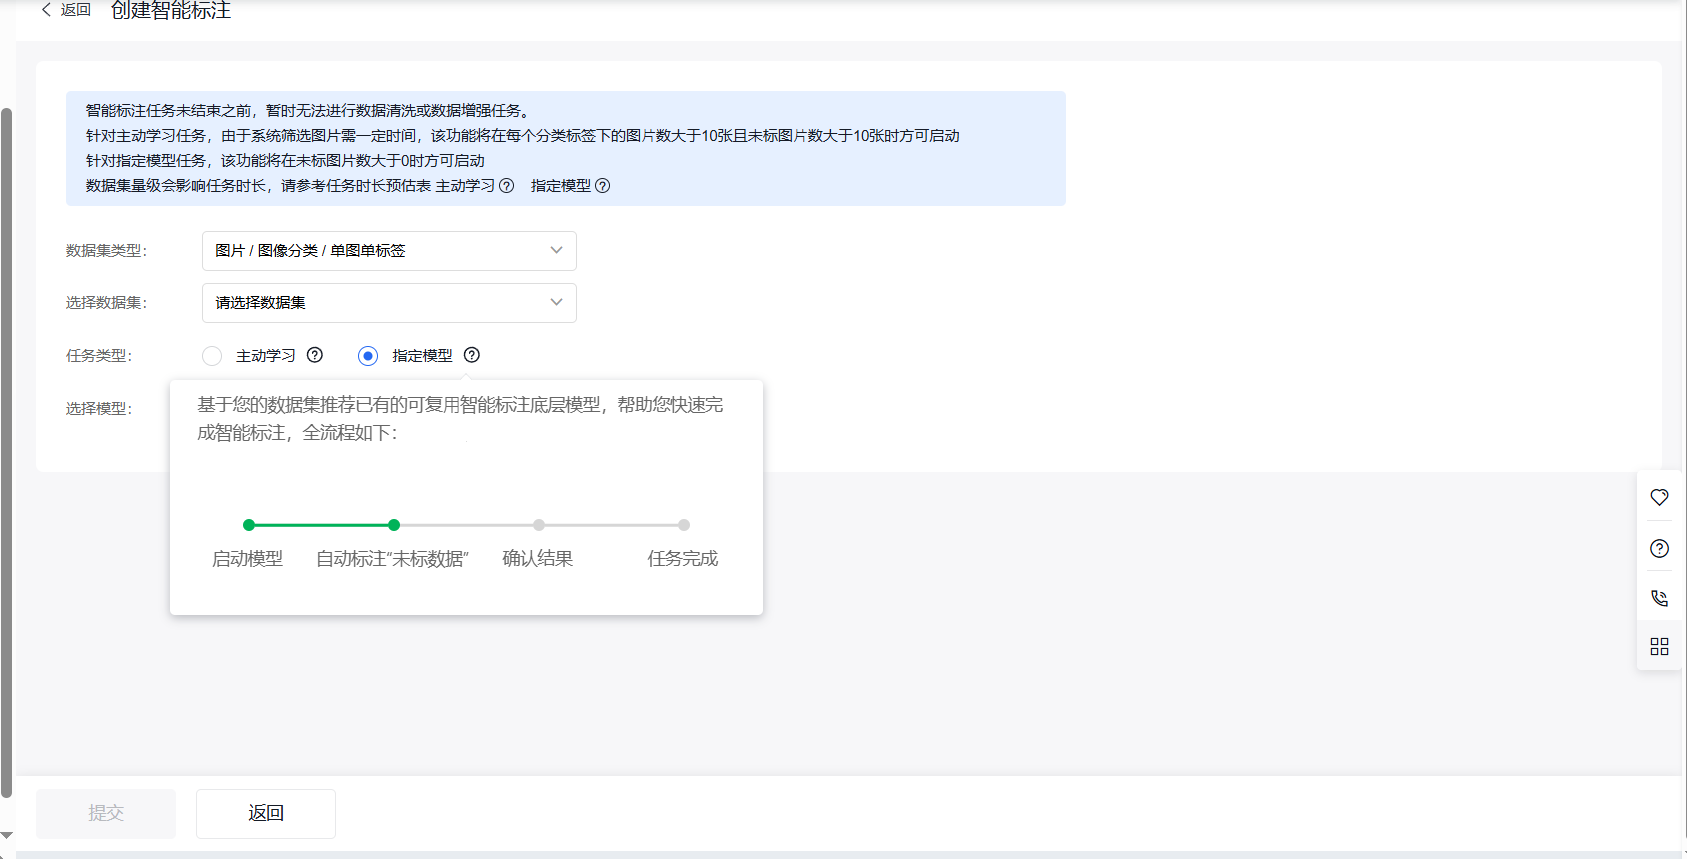 返回 创建智能标注
智能标注任务未结束之前，暂时无法进行数据清洗或数据增强任务。
针对主动学习任务，由于系统筛选图片需一定时间，该功能将在每个分类标签下的图片数大于10张且未标图片数大于10张时方可启动
针对指定模型任务，该功能将在未标图片数大于0时方可启动
数据集量级会影响任务时长，请参考任务时长预估表 主动学习 ? 指定模型 ?
数据集类型： 图片 / 图像分类 / 单图单标签
选择数据集： 请选择数据集
任务类型： 主动学习 ? 指定模型 ?
选择模型：
基于您的数据集推荐已有的可复用智能标注底层模型，帮助您快速完
成智能标注，全流程如下：
启动模型 自动标注“未标数据” 确认结果 任务完成
提交 返回